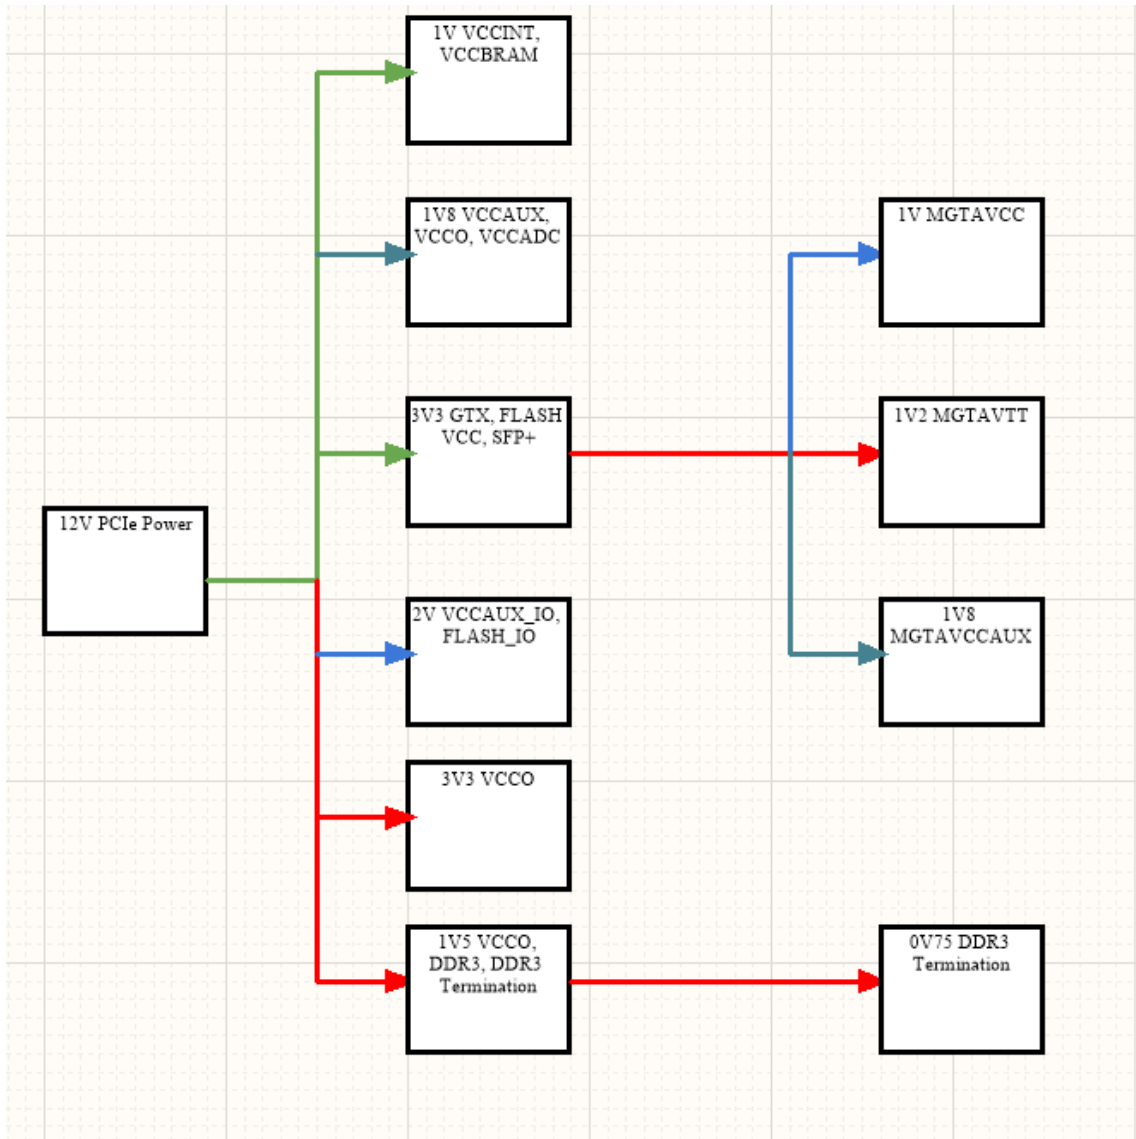 1V VCCINT,
VCCBRAM
1V8 VCCAUX,
VCCO, VCCADC
1V MGTAVCC
3V3 GTX, FLASH
VCC, SFP+
1V2 MGTAVTT
12V PCIe Power
2V VCCAUX_IO,
FLASH_IO
1V8
MGTAVCCAUX
3V3 VCCO
1V5 VCCO,
DDR3, DDR3
Termination
0V75 DDR3
Termination